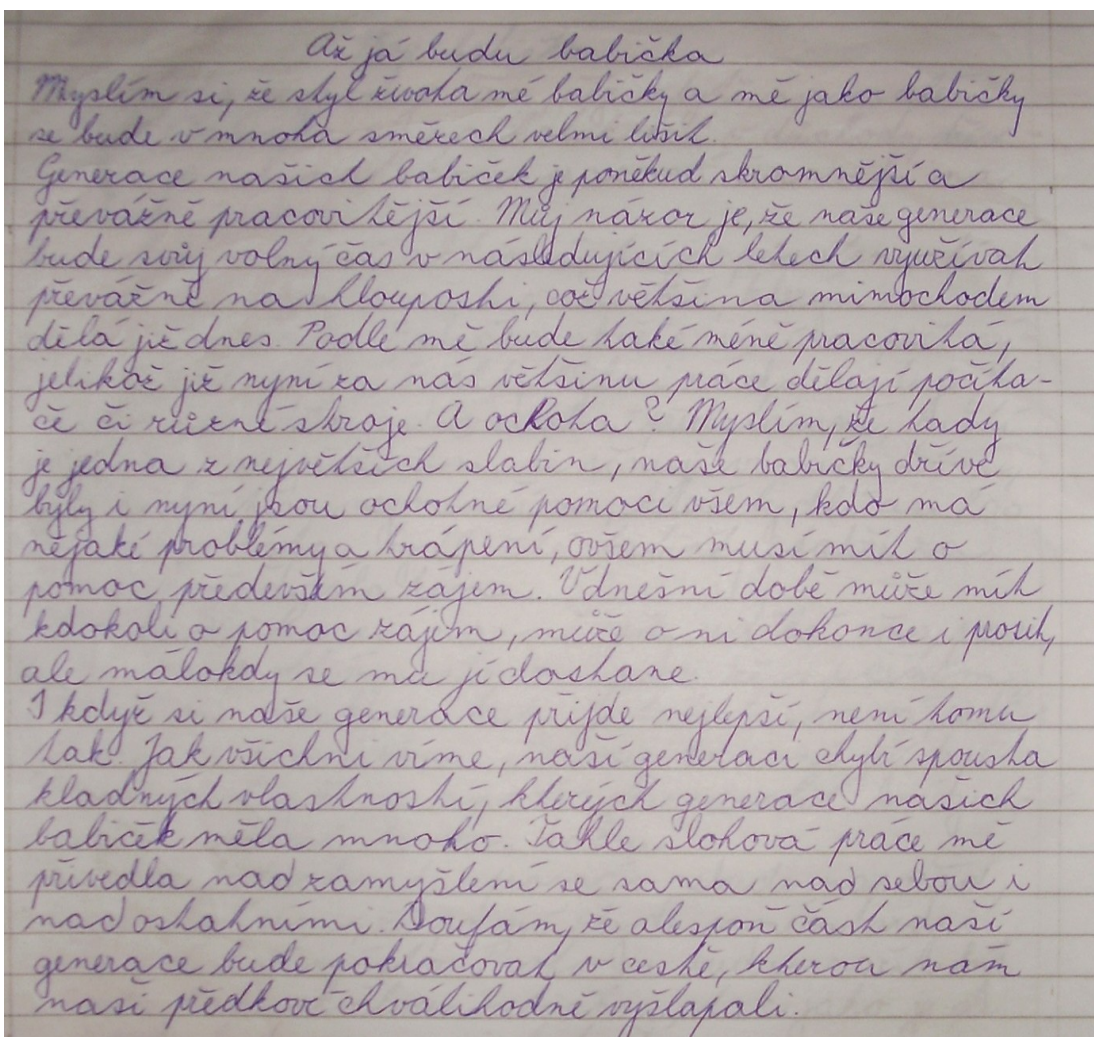 Až já budu babička
Myslím si, že styl života mé babičky a mě jako babičky
se bude v mnoha směrech velmi lišit.
Generace našich babiček je poněkud skromnější a
převážně pracovitější. Můj názor je, že naše generace
bude svůj volný čas v následujících letech využívat
převážně na hlouposti, což většina mimochodem
dělá již dnes. Podle mě bude také méně pracovitá,
jelikož již nyní za nás většinu práce dělají počíta-
če či různé stroje. A ochota? Myslím, že tady
je jedna z největších slabin, naše babičky dříve
byly i nyní jsou ochotné pomoci všem, kdo má
nějaké problémy a trápení, ovšem musí mít o
pomoc především zájem. V dnešní době může mít
kdokoli o pomoc zájem, může o ni dokonce i prosit,
ale málokdy se mu jí dostane.
I když si naše generace přijde nejlepší, není tomu
tak. Jak všichni víme, naší generaci chybí spousta
kladných vlastností, kterých generace našich
babiček měla mnoho. Tahle slohová práce mě
přivedla nad zamyšlení se sama nad sebou i
nad ostatními. Doufám, že alespoň část naší
generace bude pokračovat v cestě, kterou nám
naši předkové chválihodně vyšlapali.